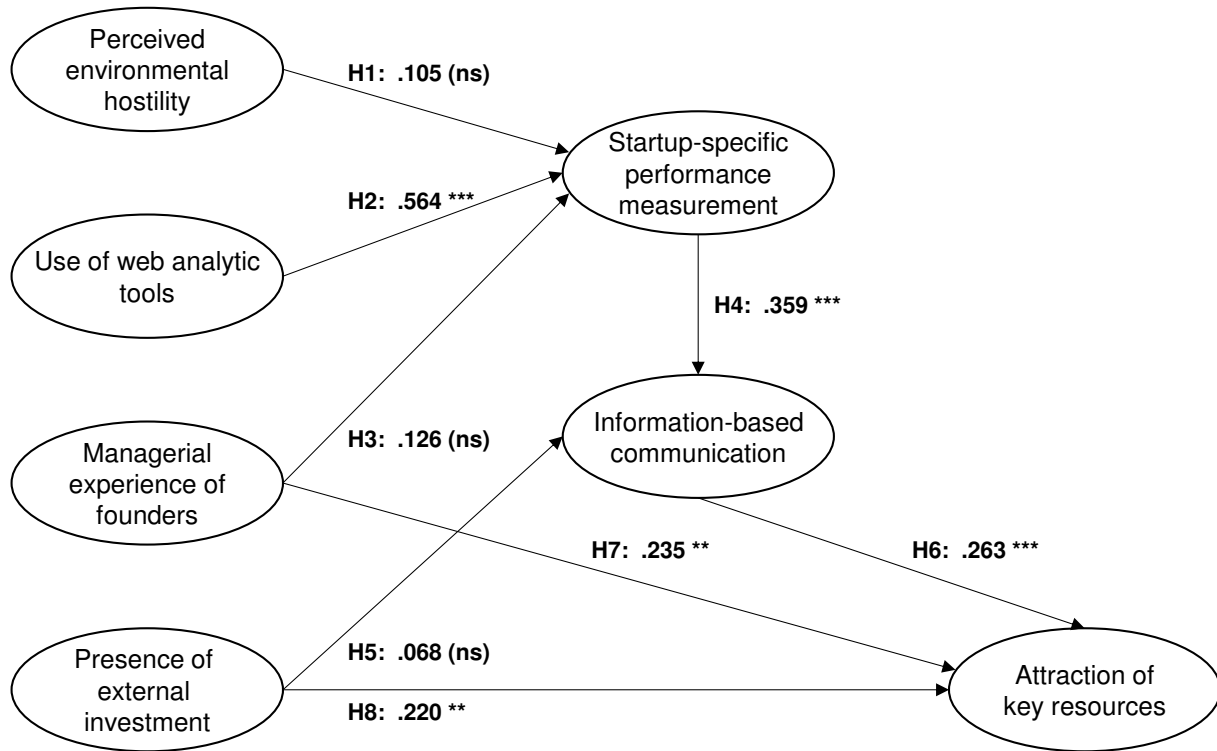 Perceived
environmental
hostility
H1: .105 (ns)
Startup-specific
performance
measurement
H2: .564 ***
Use of web analytic
tools
H4: .359 ***
Information-based
communication
H3: .126 (ns)
Managerial
experience of
founders
H7: .235 **
H6: .263 ***
Presence of
external
investment
H5: .068 (ns)
H8: .220 **
Attraction of
key resources